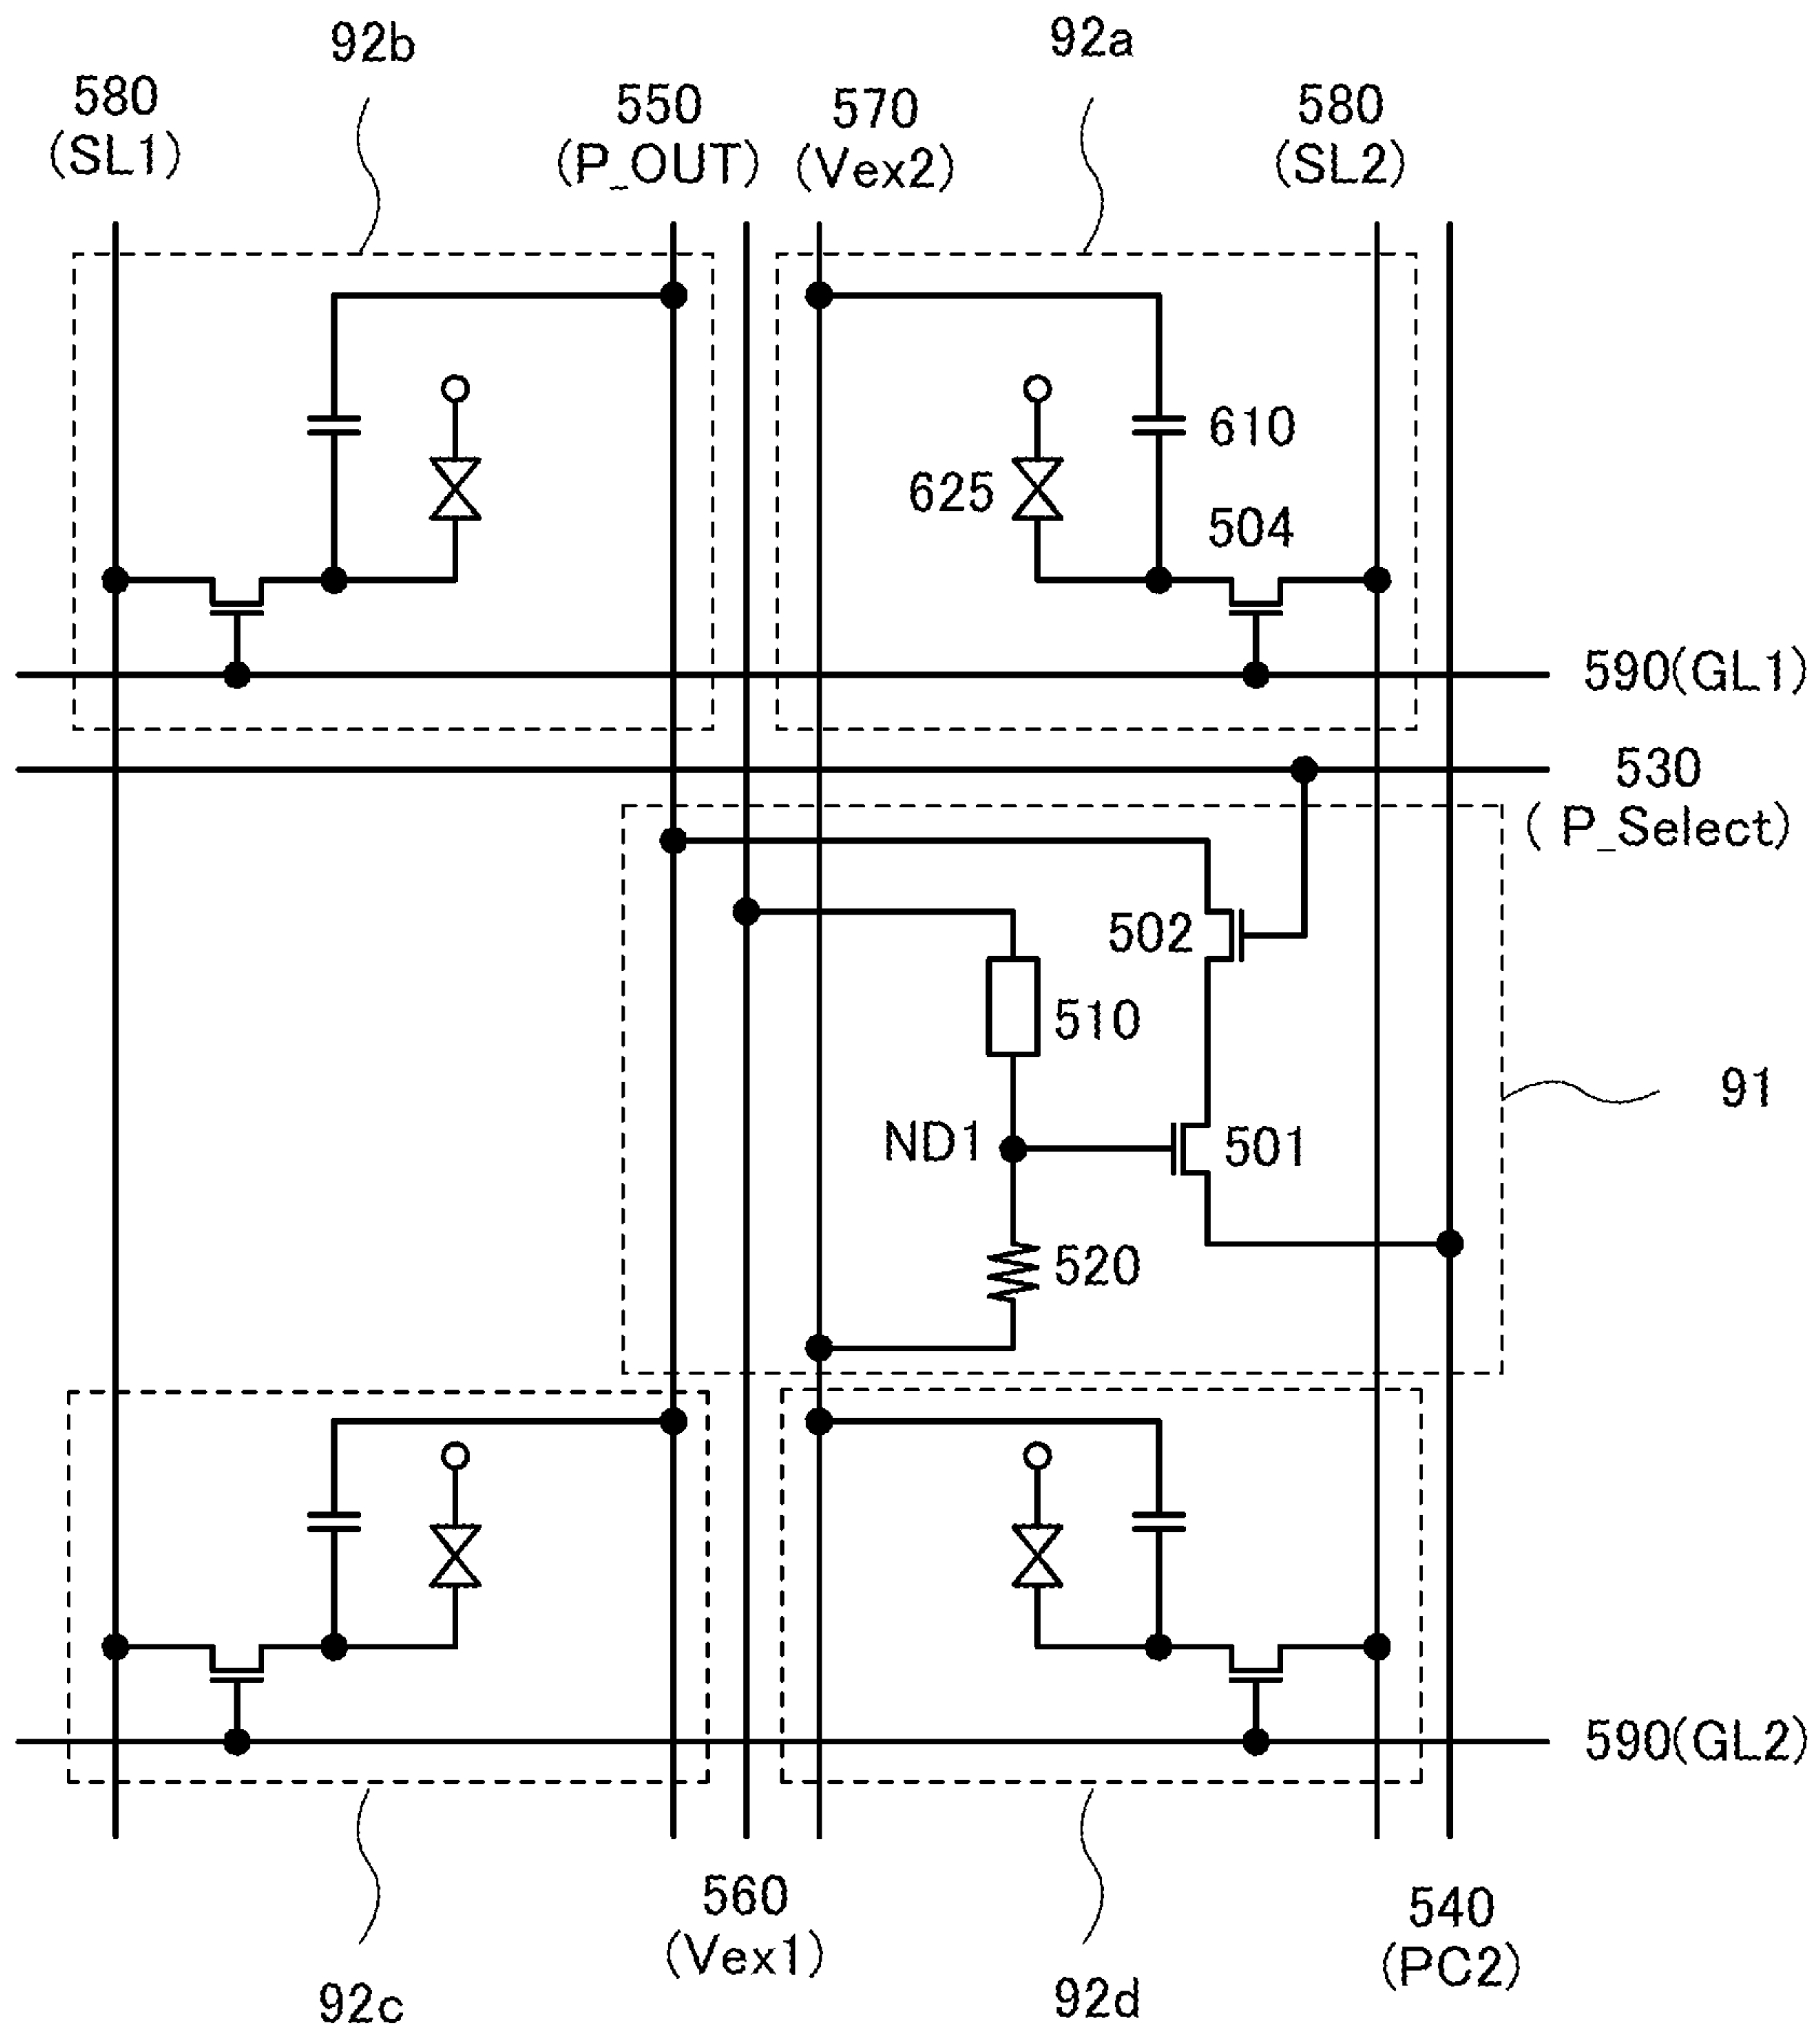 92b
92a
580
(SL1)
550
(P_OUT)
570
(Vex2)
580
(SL2)
610
625
504
590(GL1)
530
( P_Select)
502
510
91
ND1
501
520
590(GL2)
560
(Vex1)
540
(PC2)
92c
92d